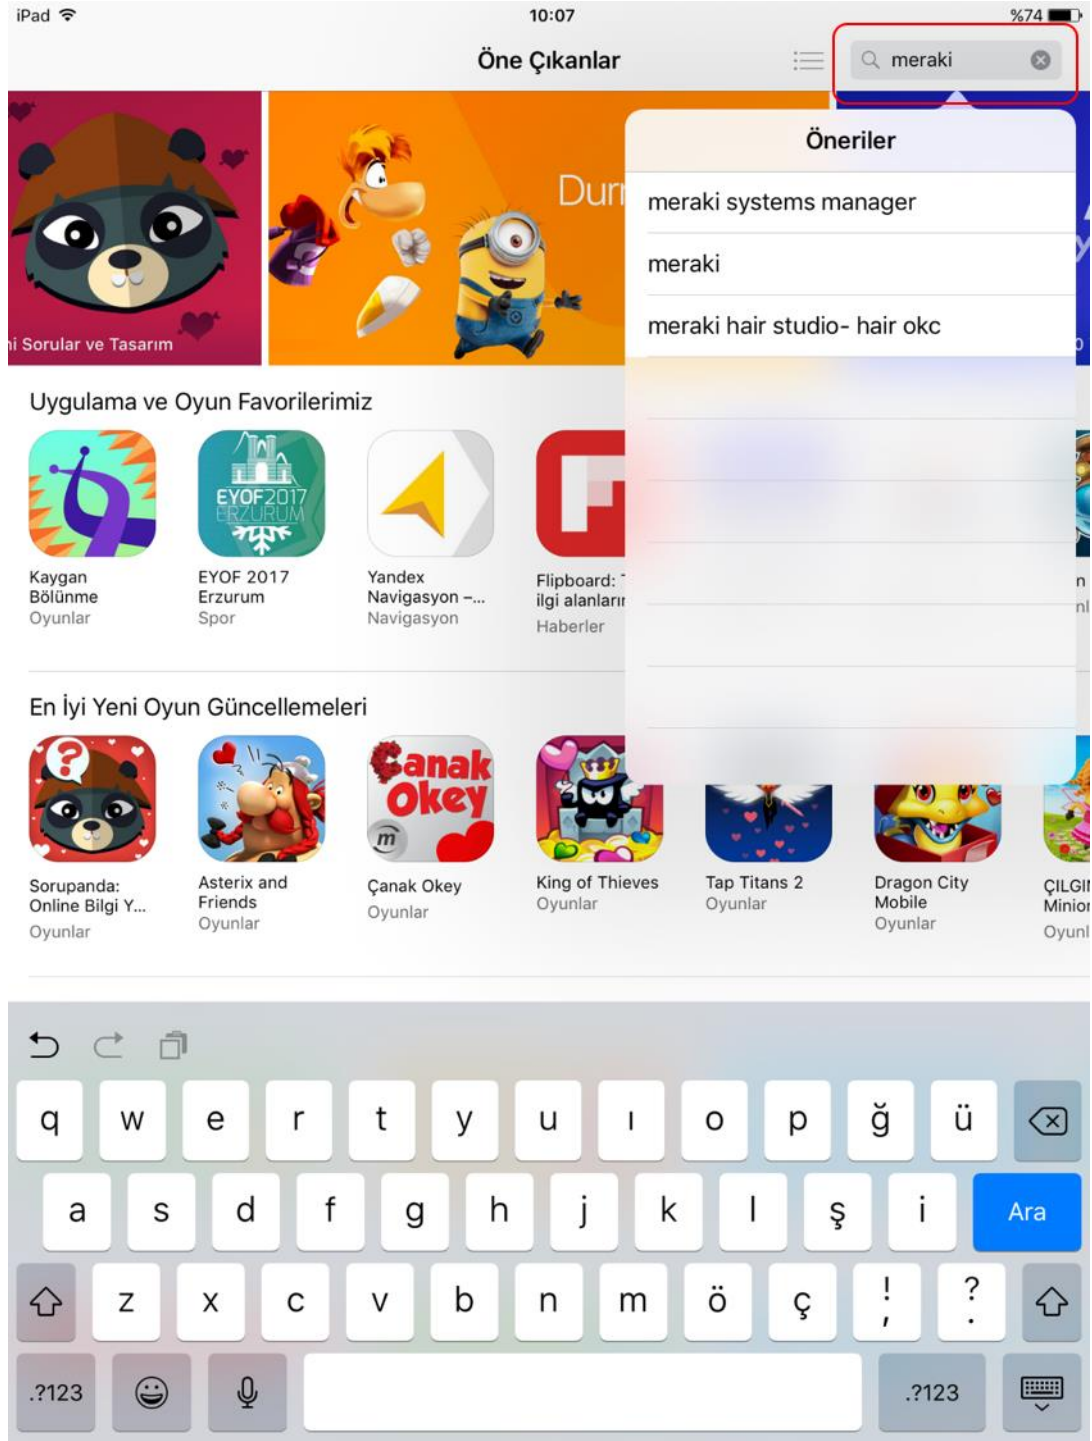 iPad 10:07 %74
Öne Çıkanlar
meraki
Öneriler
meraki systems manager
meraki
meraki hair studio- hair okc
Sorular ve Tasarım
Uygulama ve Oyun Favorilerimiz
EYOF2017
ERZURUM
Kaygan
Bölünme
Oyunlar
EYOF 2017
Erzurum
Spor
Yandex
Navigasyon –...
Navigasyon
Flipboard:
ilgi alanların
Haberler
En İyi Yeni Oyun Güncellemeleri
Çanak
Okey
m
Sorupanda:
Online Bilgi Y...
Oyunlar
Asterix and
Friends
Oyunlar
Çanak Okey
Oyunlar
King of Thieves
Oyunlar
Tap Titans 2
Oyunlar
Dragon City
Mobile
Oyunlar
q w e r t y u ı o p ğ ü
a s d f g h j k l ş i Ara
z x c v b n m ö ç ! , ? .
.?123 .?123